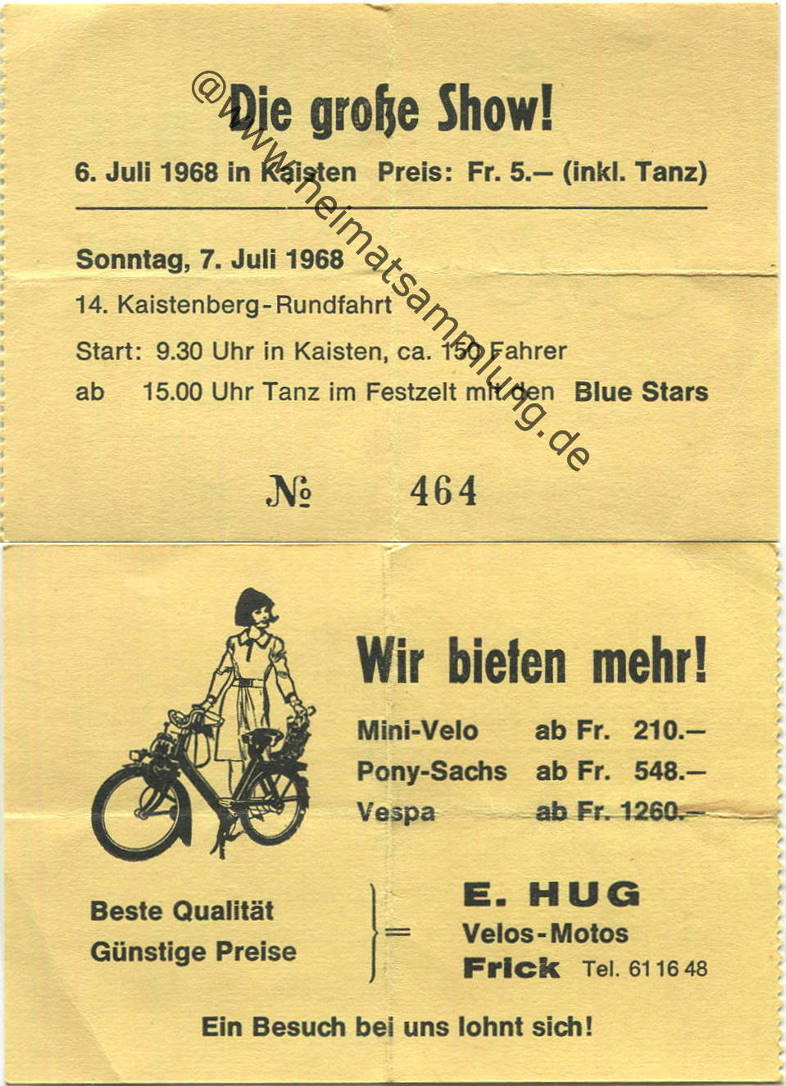 Die große Show!
6. Juli 1968 in Kaisten Preis: Fr. 5.— (inkl. Tanz)
Sonntag, 7. Juli 1968
14. Kaistenberg-Rundfahrt
Start: 9.30 Uhr in Kaisten, ca. 150 Fahrer
ab 15.00 Uhr Tanz im Festzelt mit den Blue Stars
№ 464
@www.heimatsammlung.de
Wir bieten mehr!
Mini-Velo ab Fr. 210.—
Pony-Sachs ab Fr. 548.—
Vespa ab Fr. 1260.—
Beste Qualität
Günstige Preise
} =
E. HUG
Velos-Motos
Frick Tel. 61 16 48
Ein Besuch bei uns lohnt sich!